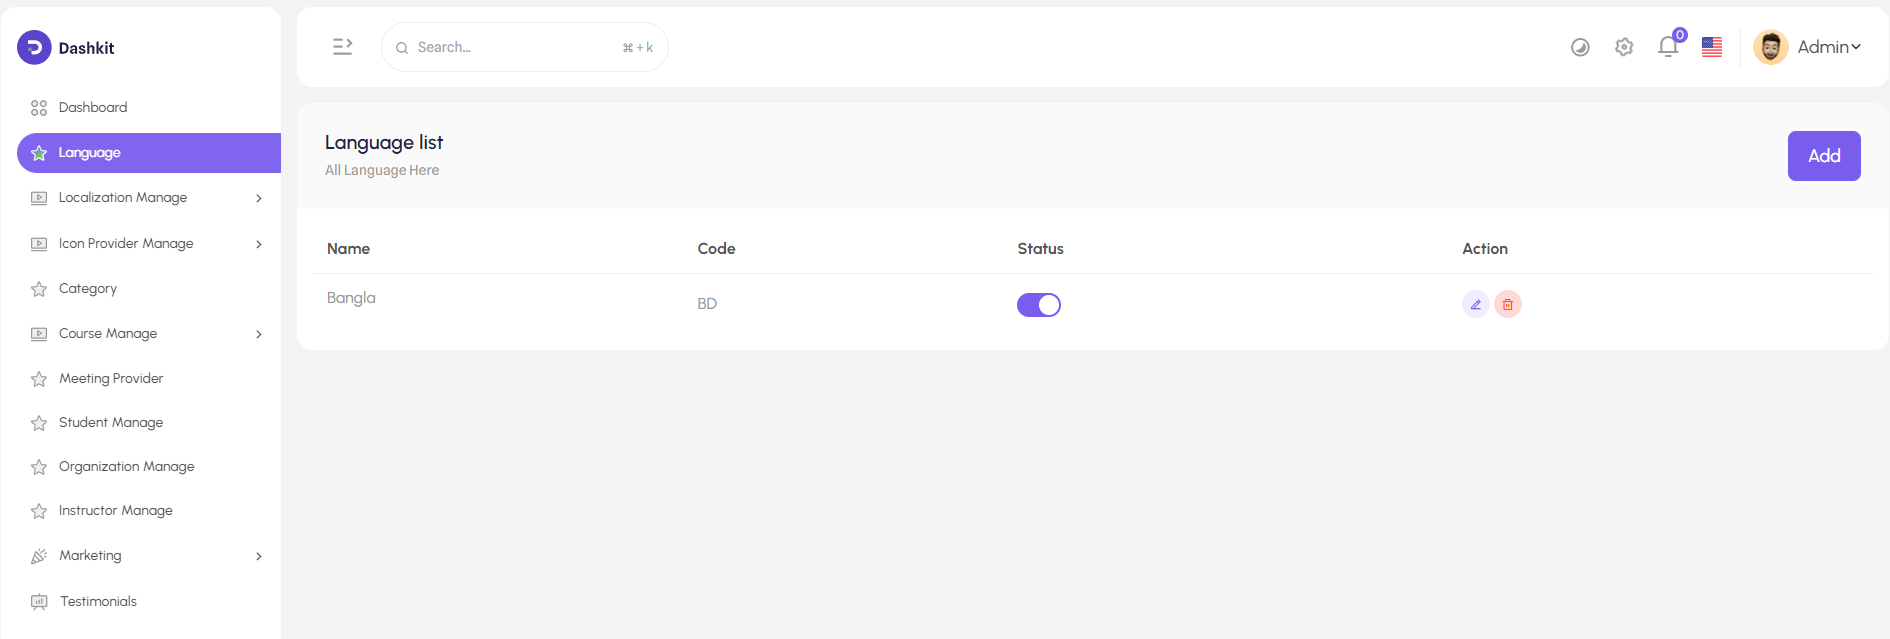 Dashkit
Search...
⌘ + k
0
Admin
Dashboard
Language
Localization Manage
Icon Provider Manage
Category
Course Manage
Meeting Provider
Student Manage
Organization Manage
Instructor Manage
Marketing
Testimonials
Language list
All Language Here
Add
Name Code Status Action
Bangla BD